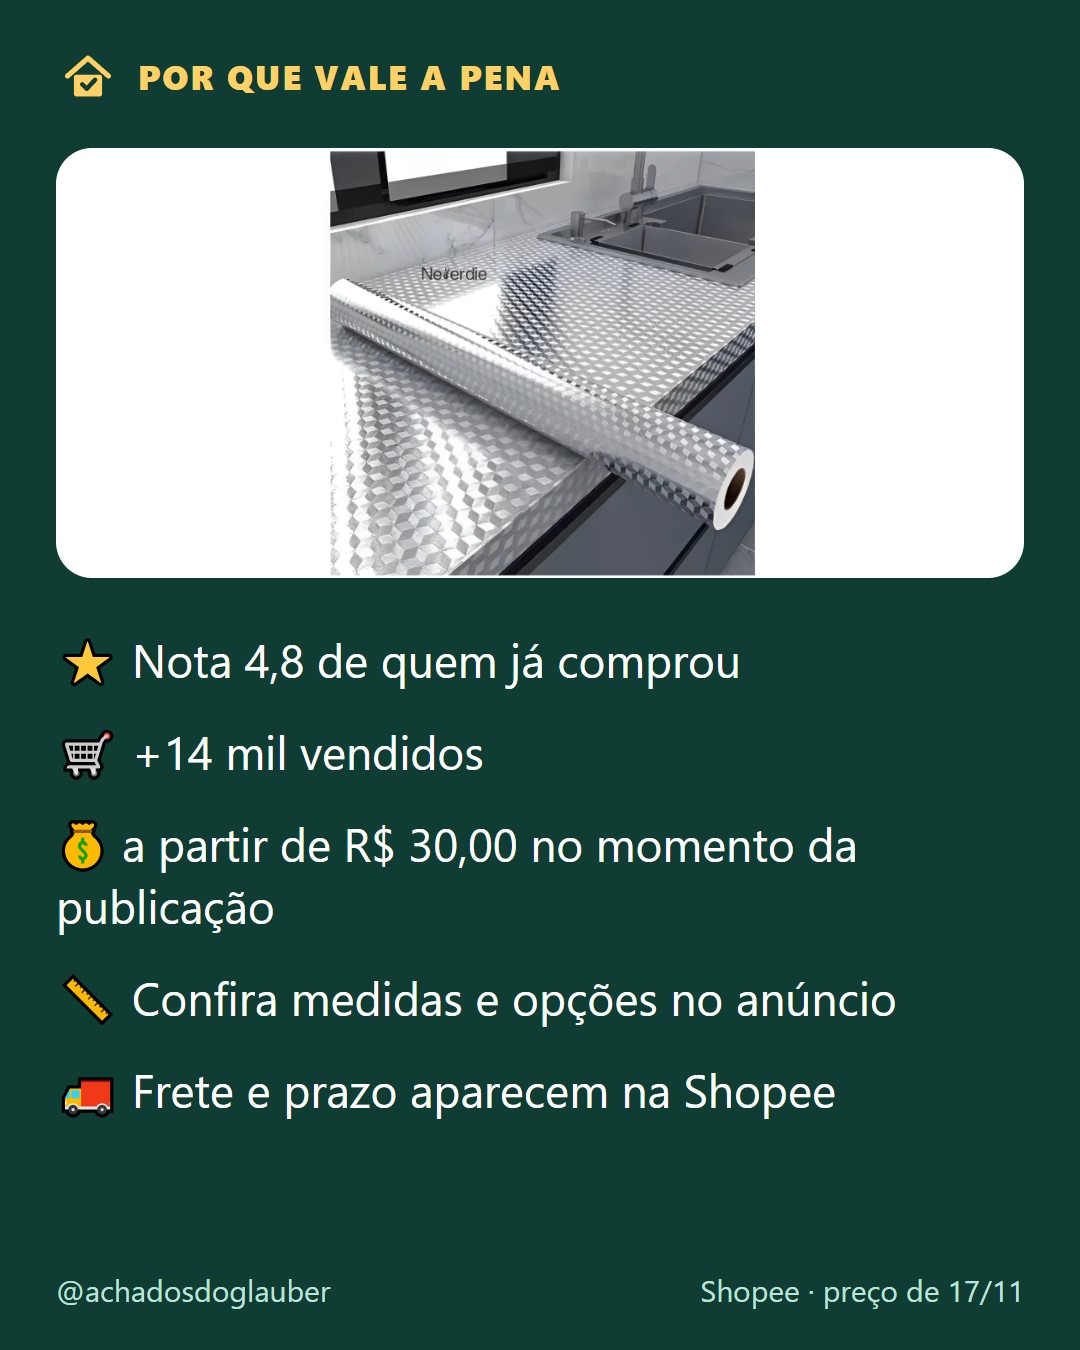 POR QUE VALE A PENA
Neverdie
⭐ Nota 4,8 de quem já comprou
🛒 +14 mil vendidos
💰 a partir de R$ 30,00 no momento da
publicação
📏 Confira medidas e opções no anúncio
🚚 Frete e prazo aparecem na Shopee
@achadosdoglauber
Shopee · preço de 17/11